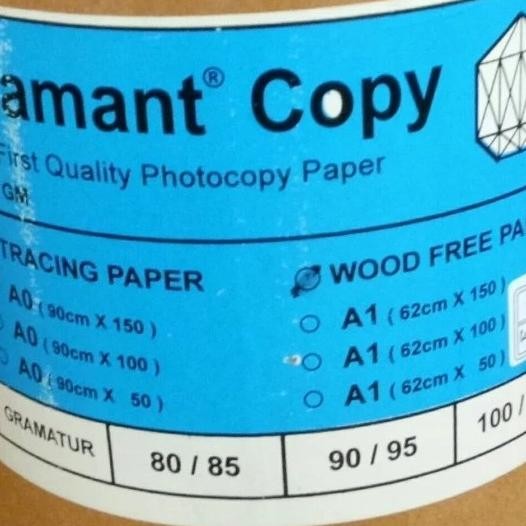 amant® Copy
First Quality Photocopy Paper
GM
TRACING PAPER
A0 (90cm X 150)
A0 (90cm X 100)
A0 (90cm X 50)
WOOD FREE PA
A1 (62cm X 150)
A1 (62cm X 100)
A1 (62cm X 50)
GRAMATUR 80 / 85 90 / 95 100 /